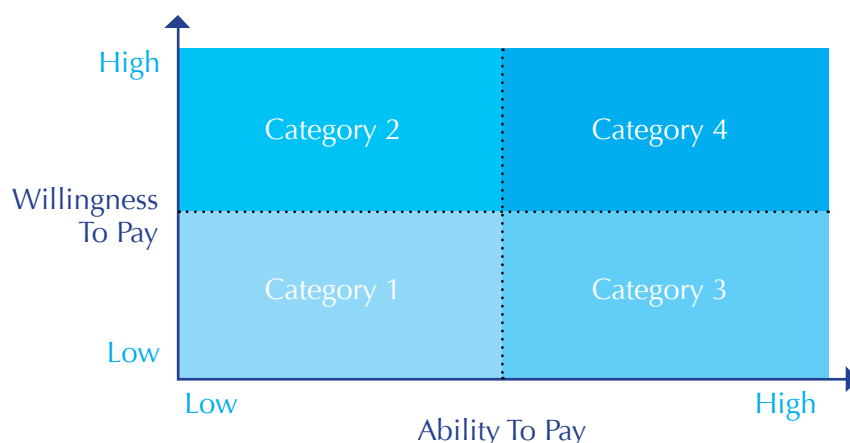 High
Category 2
Category 4
Willingness
To Pay
Category 1
Category 3
Low
Low
High
Ability To Pay